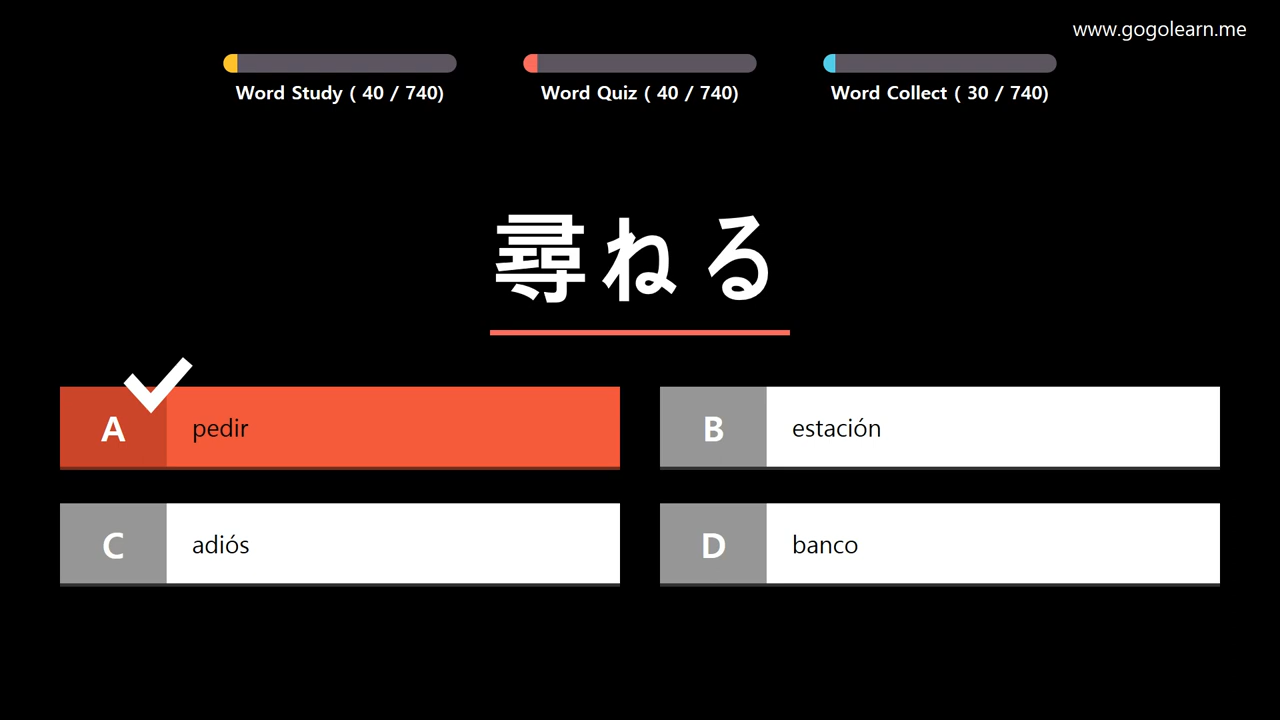 www.gogolearn.me
Word Study ( 40 / 740)
Word Quiz ( 40 / 740)
Word Collect ( 30 / 740)
尋ねる
A pedir
B estación
C adiós
D banco